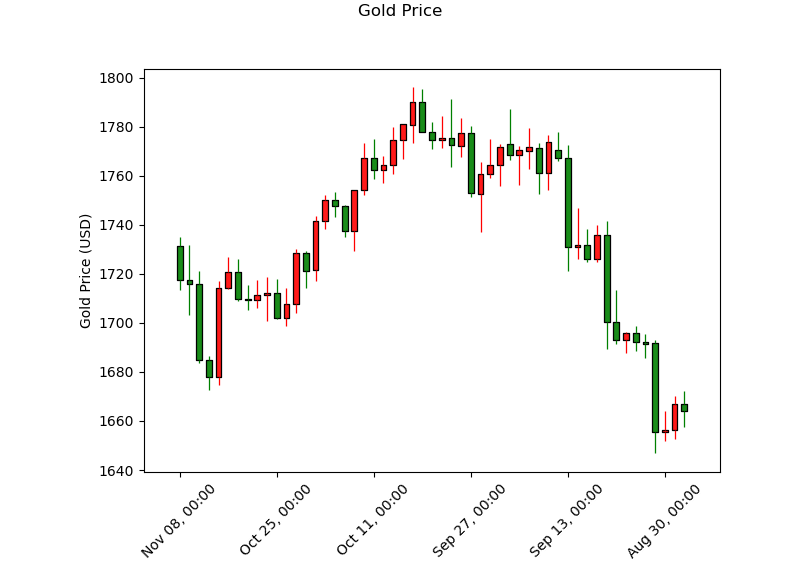 Gold Price
1800
1780
1760
1740
1720
1700
1680
1660
1640
Gold Price (USD)
Nov 08, 00:00
Oct 25, 00:00
Oct 11, 00:00
Sep 27, 00:00
Sep 13, 00:00
Aug 30, 00:00